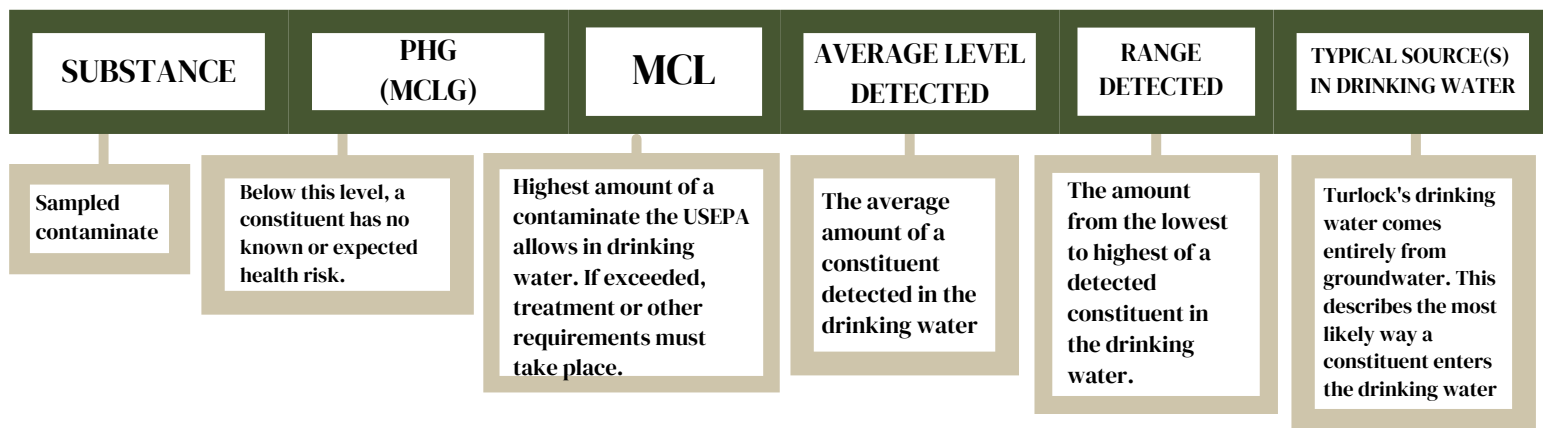 SUBSTANCE
PHG
(MCLG)
MCL
AVERAGE LEVEL
DETECTED
RANGE
DETECTED
TYPICAL SOURCE(S)
IN DRINKING WATER
Sampled
contaminate
Below this level, a
constituent has no
known or expected
health risk.
Highest amount of a
contaminate the USEPA
allows in drinking
water. If exceeded,
treatment or other
requirements must
take place.
The average
amount of a
constituent
detected in the
drinking water
The amount
from the lowest
to highest of a
detected
constituent in
the drinking
water.
Turlock's drinking
water comes
entirely from
groundwater. This
describes the most
likely way a
constituent enters
the drinking water